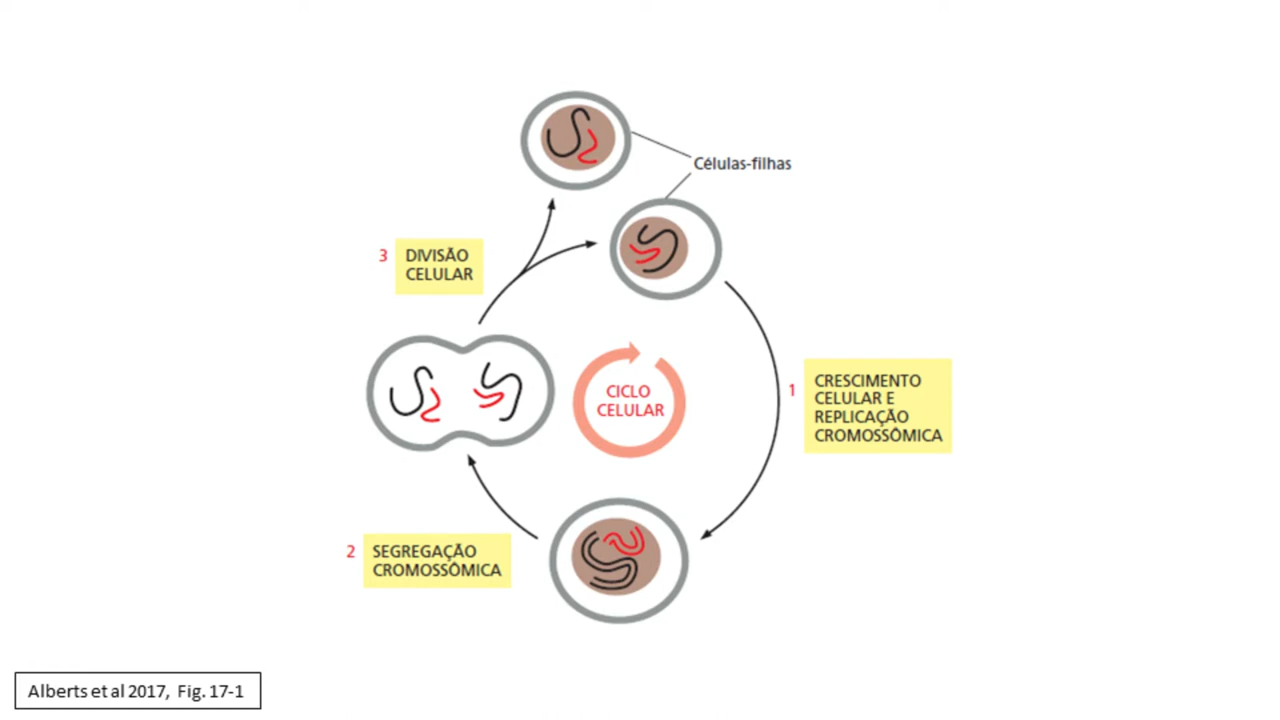 Células-filhas
3 DIVISÃO
CELULAR
CICLO
CELULAR
1 CRESCIMENTO
CELULAR E
REPLICAÇÃO
CROMOSSÔMICA
2 SEGREGAÇÃO
CROMOSSÔMICA
Alberts et al 2017, Fig. 17-1